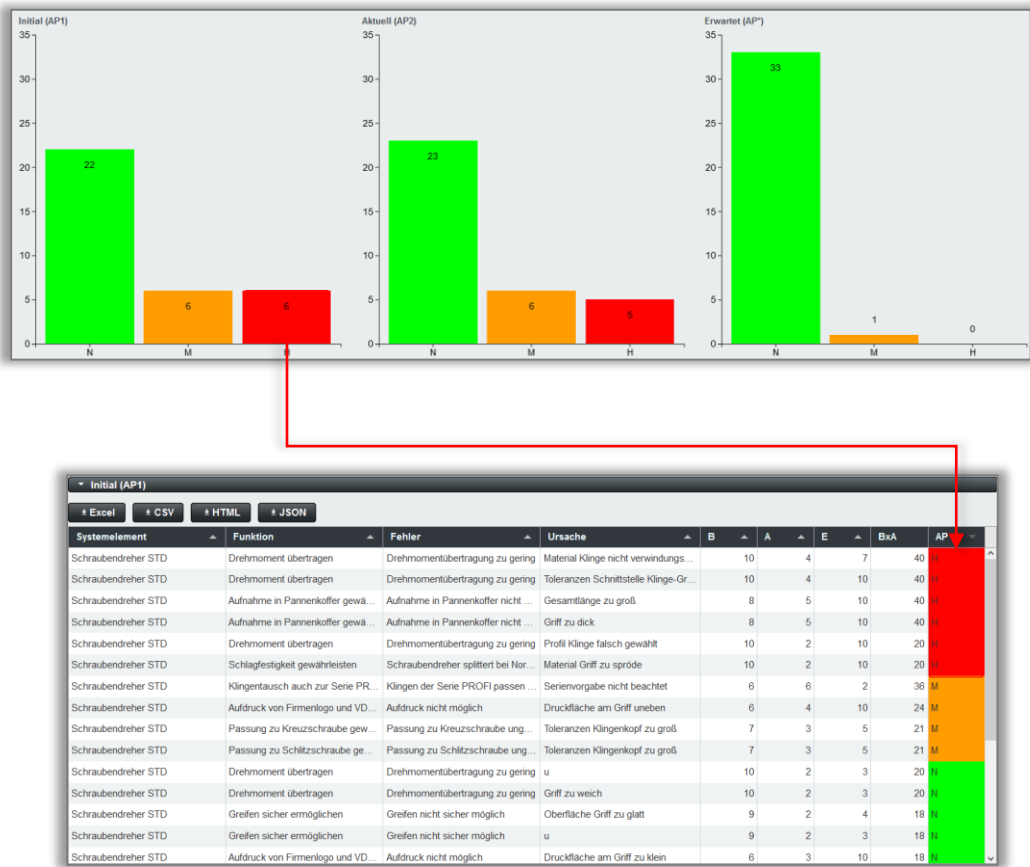 Initial (AP1) Aktuell (AP2) Erwartet (AP*)
35 35 35
30 30 30
25 25 25
20 20 20
15 15 15
10 10 10
5 5 5
0 0 0
22 6 6
23 6 5
33 1 0
N M H N M H N M H
Initial (AP1)
Excel CSV HTML JSON
Systemelement Funktion Fehler Ursache B A E BxA AP
Schraubendreher STD Drehmoment übertragen Drehmomentübertragung zu gering Material Klinge nicht verwindungs... 10 4 7 40 H
Schraubendreher STD Drehmoment übertragen Drehmomentübertragung zu gering Toleranzen Schnittstelle Klinge-Gr... 10 4 10 40 H
Schraubendreher STD Aufnahme in Pannenkoffer gewä... Aufnahme in Pannenkoffer nicht ... Gesamtlänge zu groß 8 5 10 40 H
Schraubendreher STD Aufnahme in Pannenkoffer gewä... Aufnahme in Pannenkoffer nicht ... Griff zu dick 8 5 10 40 H
Schraubendreher STD Drehmoment übertragen Drehmomentübertragung zu gering Profil Klinge falsch gewählt 10 2 10 20 H
Schraubendreher STD Schlagfestigkeit gewährleisten Schraubendreher splittert bei Nor... Material Griff zu spröde 10 2 10 20 H
Schraubendreher STD Klingentausch auch zur Serie PR... Klingen der Serie PROFI passen ... Serienvorgabe nicht beachtet 6 6 2 36 M
Schraubendreher STD Aufdruck von Firmenlogo und VD... Aufdruck nicht möglich Druckfläche am Griff uneben 6 4 10 24 M
Schraubendreher STD Passung zu Kreuzschraube gew... Passung zu Kreuzschraube ung... Toleranzen Klingenkopf zu groß 7 3 5 21 M
Schraubendreher STD Passung zu Schlitzschraube ge... Passung zu Schlitzschraube ung... Toleranzen Klingenkopf zu groß 7 3 5 21 M
Schraubendreher STD Drehmoment übertragen Drehmomentübertragung zu gering u 10 2 3 20 N
Schraubendreher STD Drehmoment übertragen Drehmomentübertragung zu gering Griff zu weich 10 2 3 20 N
Schraubendreher STD Greifen sicher ermöglichen Greifen nicht sicher möglich Oberfläche Griff zu glatt 9 2 4 18 N
Schraubendreher STD Greifen sicher ermöglichen Greifen nicht sicher möglich u 9 2 3 18 N
Schraubendreher STD Aufdruck von Firmenlogo und VD... Aufdruck nicht möglich Druckfläche am Griff zu klein 6 3 10 18 N